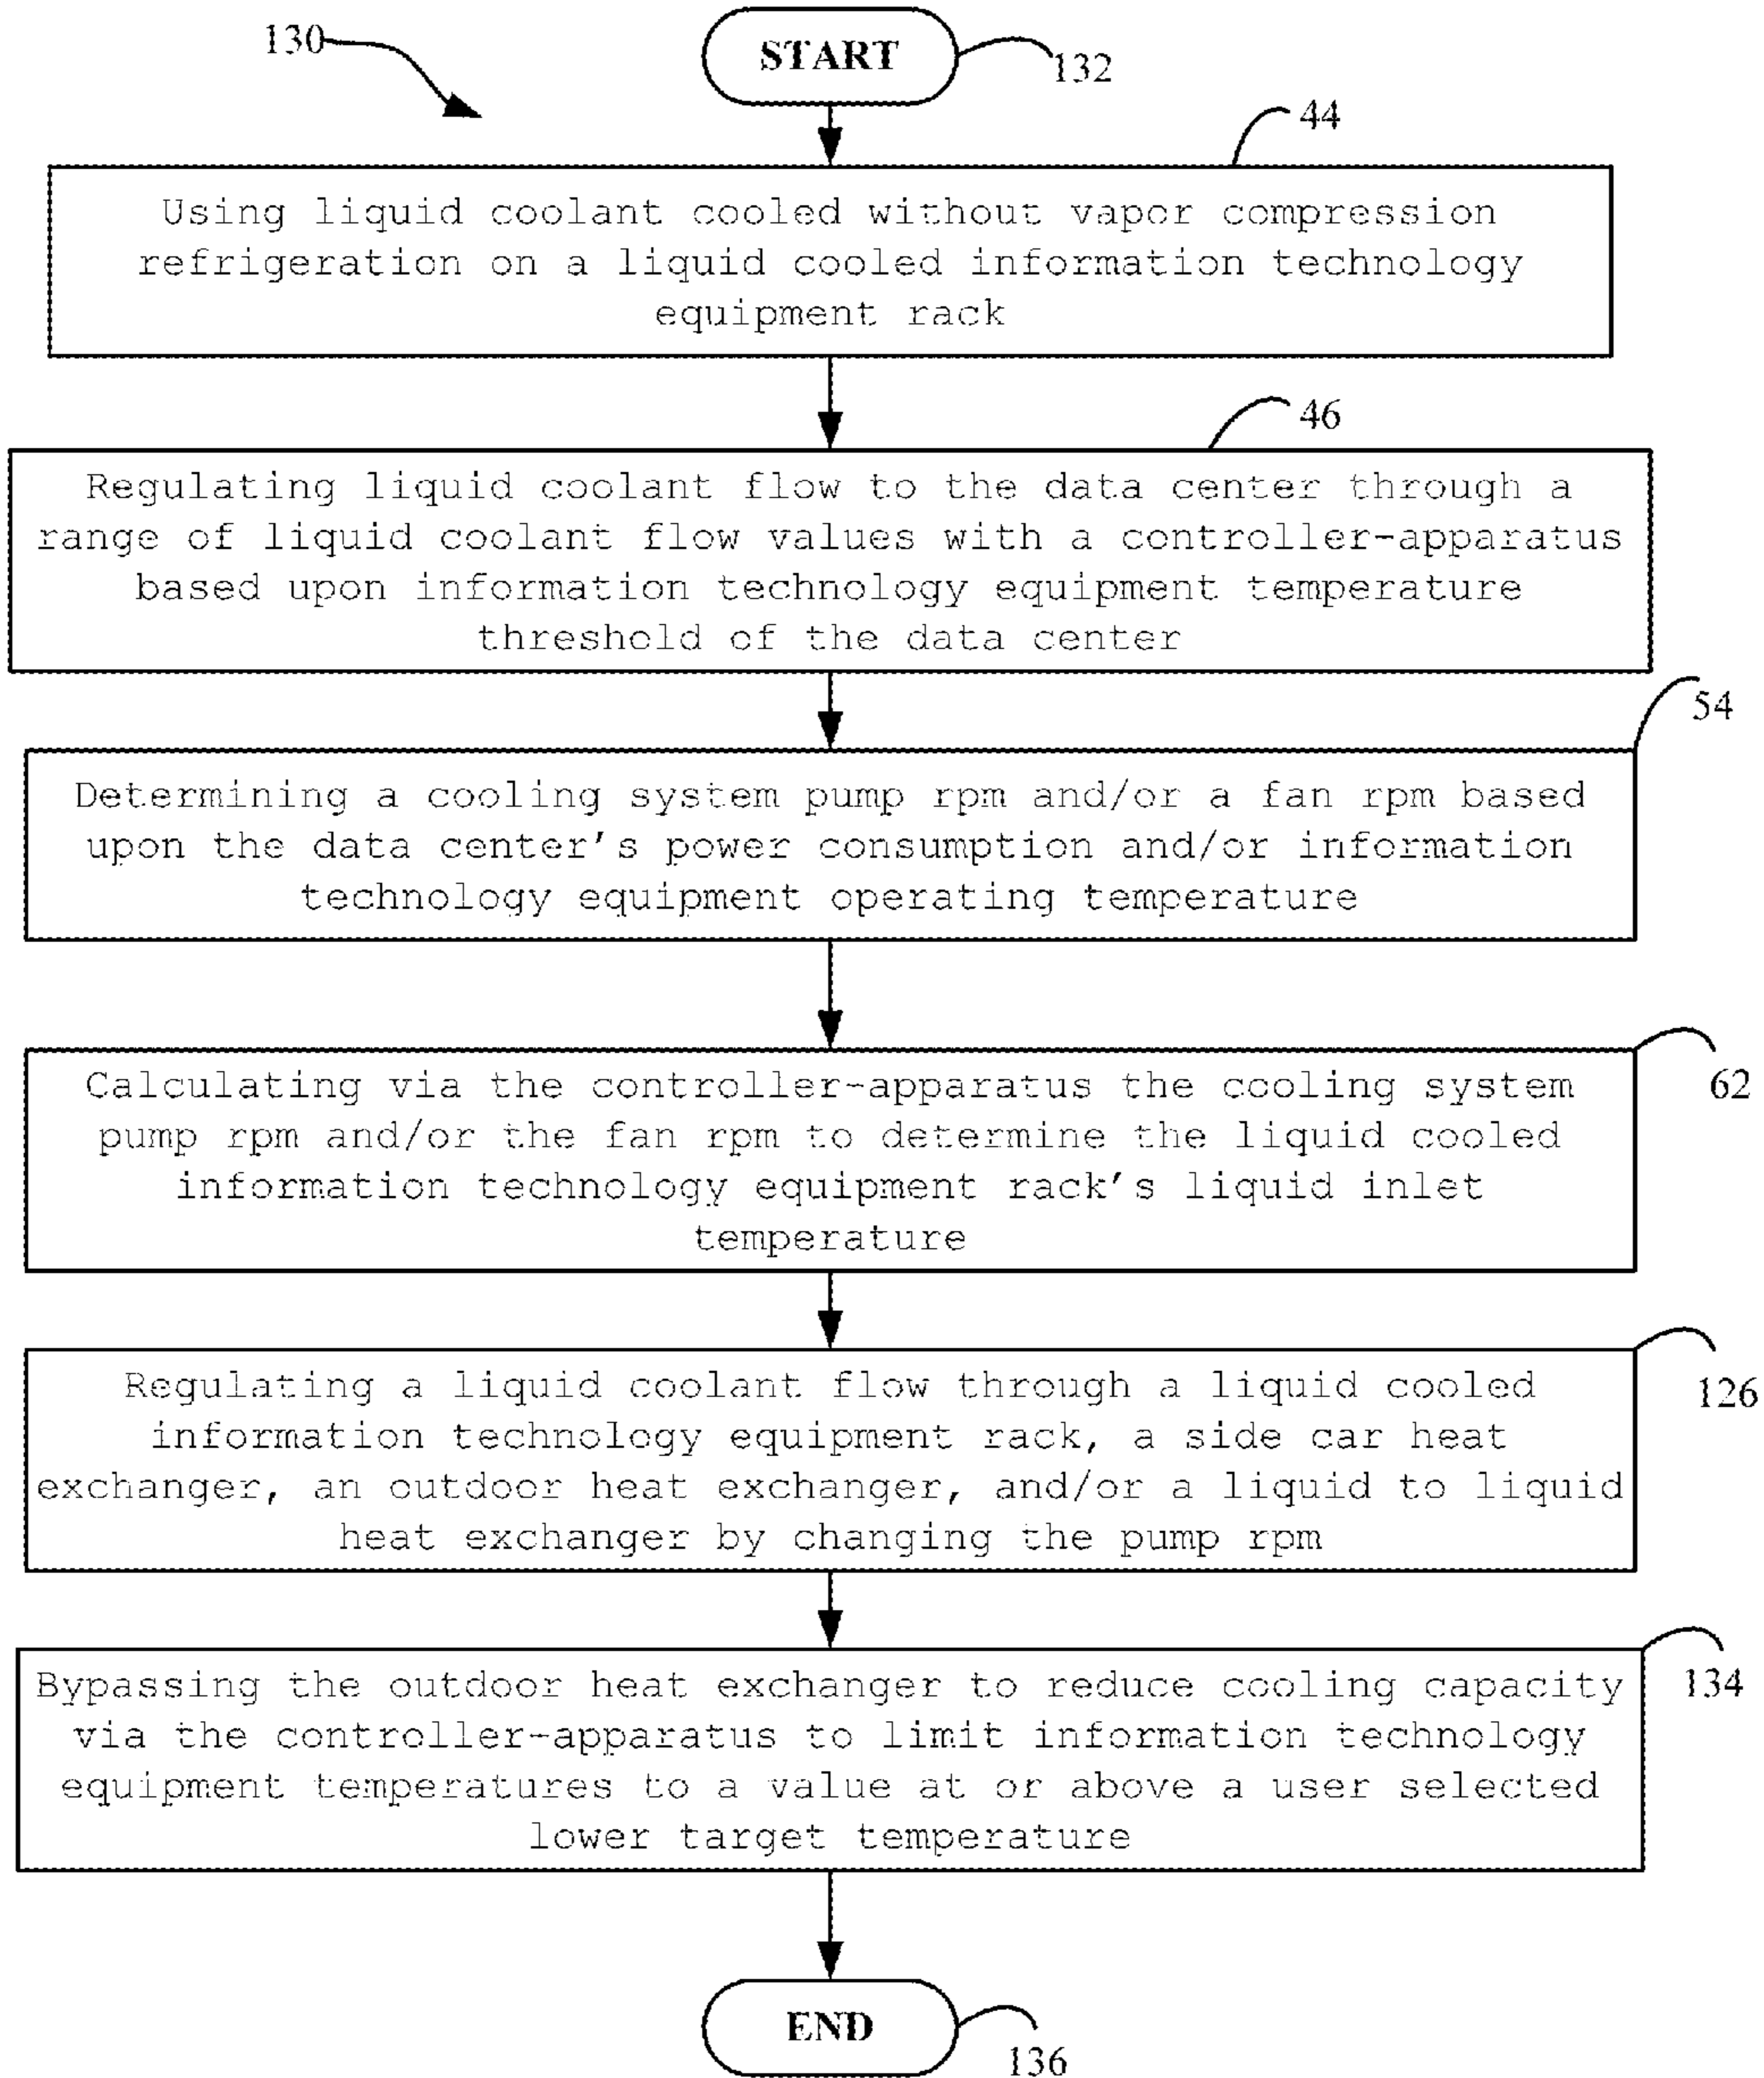 130
START
132
44
Using liquid coolant cooled without vapor compression
refrigeration on a liquid cooled information technology
equipment rack
46
Regulating liquid coolant flow to the data center through a
range of liquid coolant flow values with a controller-apparatus
based upon information technology equipment temperature
threshold of the data center
54
Determining a cooling system pump rpm and/or a fan rpm based
upon the data center's power consumption and/or information
technology equipment operating temperature
62
Calculating via the controller-apparatus the cooling system
pump rpm and/or the fan rpm to determine the liquid cooled
information technology equipment rack's liquid inlet
temperature
126
Regulating a liquid coolant flow through a liquid cooled
information technology equipment rack, a side car heat
exchanger, an outdoor heat exchanger, and/or a liquid to liquid
heat exchanger by changing the pump rpm
134
Bypassing the outdoor heat exchanger to reduce cooling capacity
via the controller-apparatus to limit information technology
equipment temperatures to a value at or above a user selected
lower target temperature
END
136